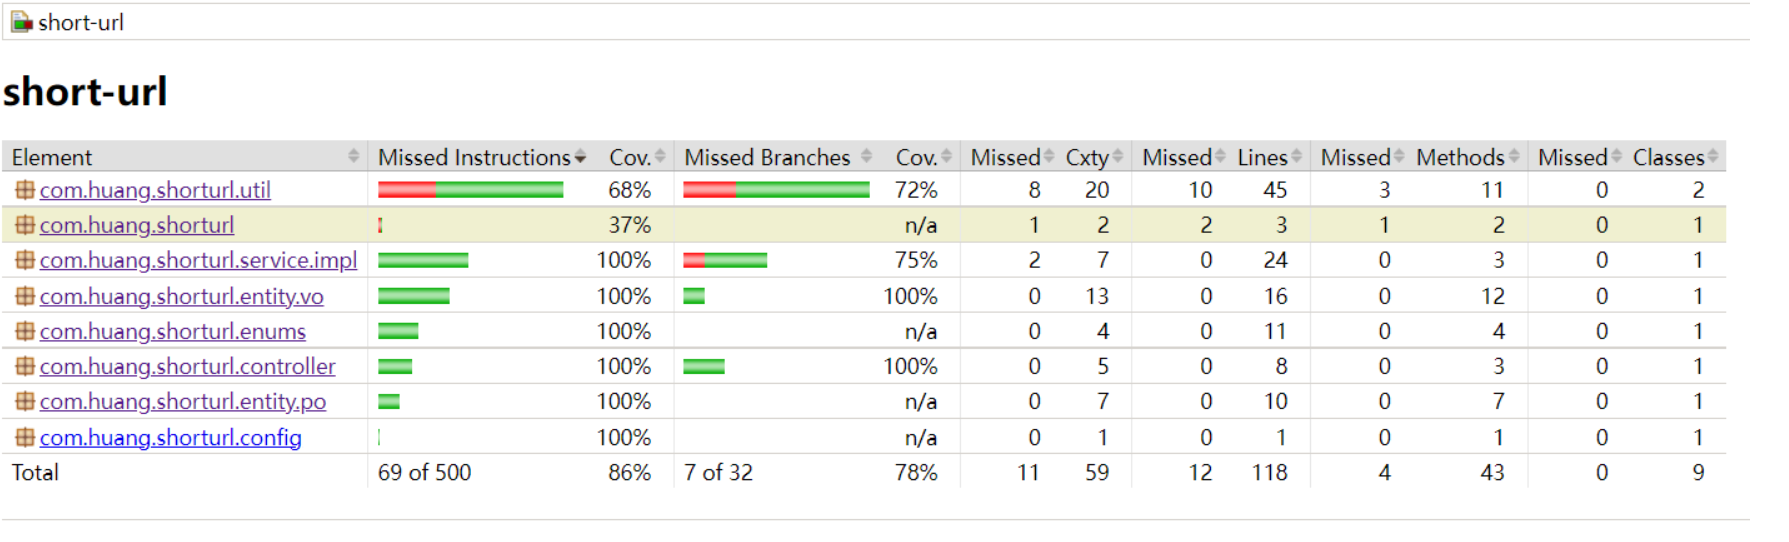 short-url
short-url
Element Missed Instructions Cov. Missed Branches Cov. Missed Cxty Missed Lines Missed Methods Missed Classes
com.huang.shorturl.util 68% 72% 8 20 10 45 3 11 0 2
com.huang.shorturl 37% n/a 1 2 2 3 1 2 0 1
com.huang.shorturl.service.impl 100% 75% 2 7 0 24 0 3 0 1
com.huang.shorturl.entity.vo 100% 100% 0 13 0 16 0 12 0 1
com.huang.shorturl.enums 100% n/a 0 4 0 11 0 4 0 1
com.huang.shorturl.controller 100% 100% 0 5 0 8 0 3 0 1
com.huang.shorturl.entity.po 100% n/a 0 7 0 10 0 7 0 1
com.huang.shorturl.config 100% n/a 0 1 0 1 0 1 0 1
Total 69 of 500 86% 7 of 32 78% 11 59 12 118 4 43 0 9